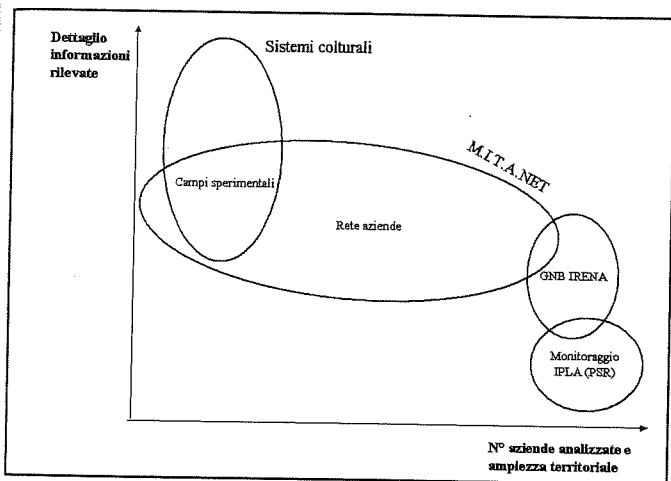 Dettaglio
informazioni
rilevate
Sistemi colturali
M.I.T.A.NET
Campi sperimentali
Rete aziende
GNB IRENA
Monitoraggio
IPLA (PSR)
N° aziende analizzate e
ampiezza territoriale